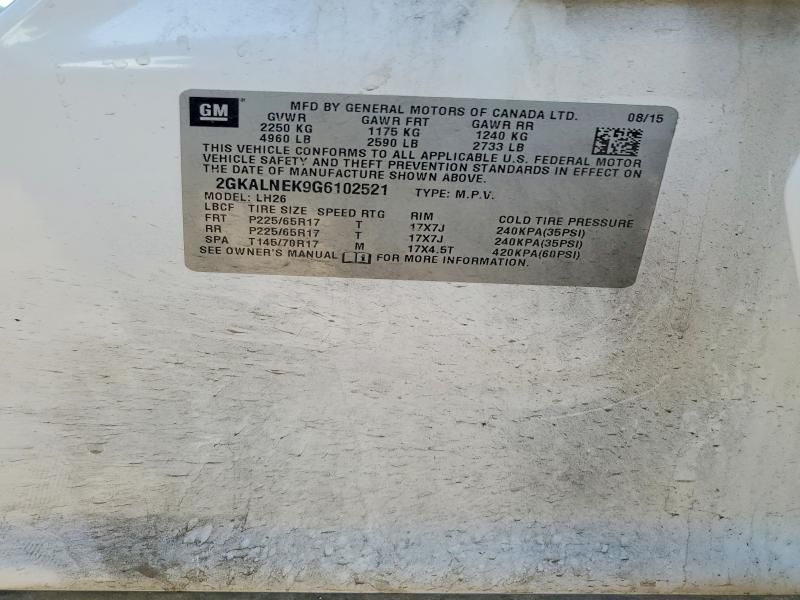 GM
MFD BY GENERAL MOTORS OF CANADA LTD. 08/15
GVWR GAWR FRT GAWR RR
2250 KG 1175 KG 1240 KG
4960 LB 2590 LB 2733 LB
THIS VEHICLE CONFORMS TO ALL APPLICABLE U.S. FEDERAL MOTOR
VEHICLE SAFETY AND THEFT PREVENTION STANDARDS IN EFFECT ON
THE DATE OF MANUFACTURE SHOWN ABOVE.
2GKALNEK9G6102521 TYPE: M.P.V.
MODEL: LH26
LBCF TIRE SIZE SPEED RTG RIM COLD TIRE PRESSURE
FRT P225/65R17 T 17X7J 240KPA(35PSI)
RR P225/65R17 T 17X7J 240KPA(35PSI)
SPA T145/70R17 M 17X4.5T 420KPA(60PSI)
SEE OWNER'S MANUAL FOR MORE INFORMATION.